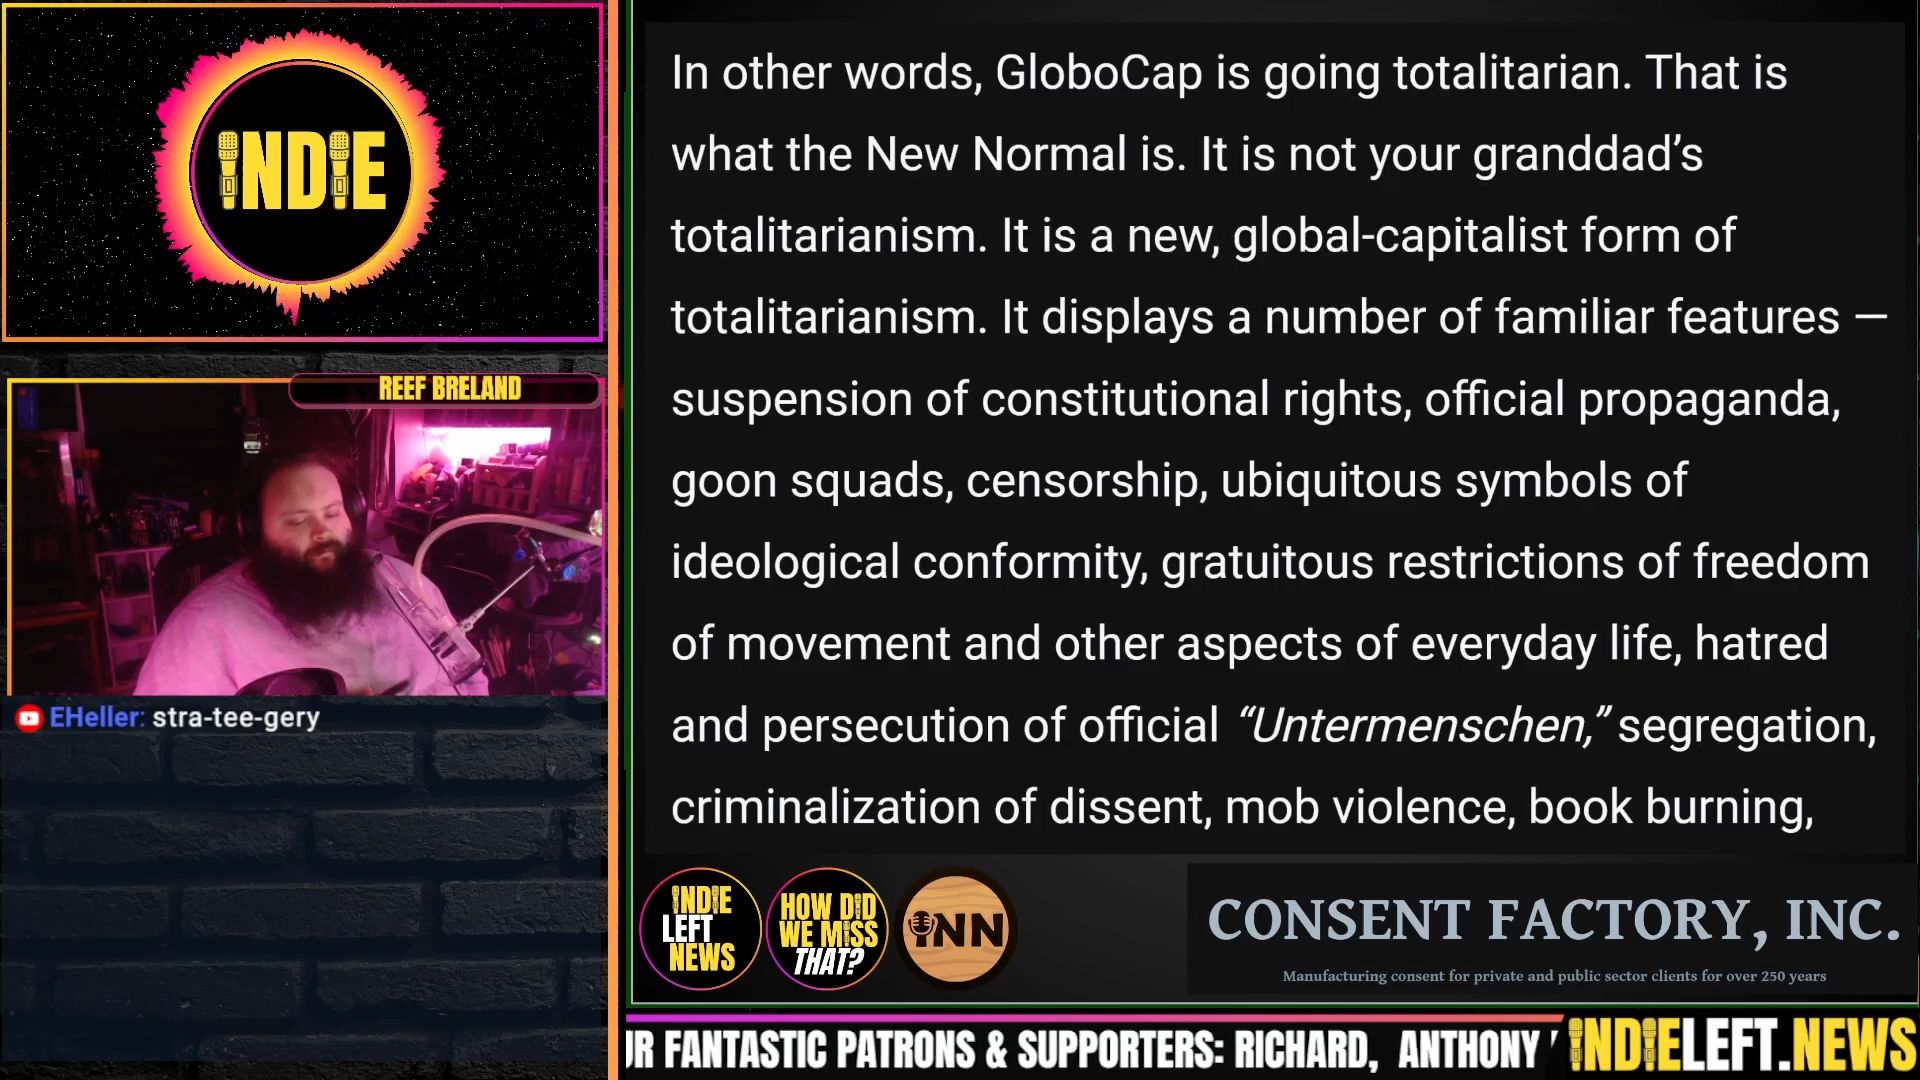 INDIE
REEF BRELAND
EHeller: stra-tee-gery
In other words, GloboCap is going totalitarian. That is
what the New Normal is. It is not your granddad’s
totalitarianism. It is a new, global-capitalist form of
totalitarianism. It displays a number of familiar features —
suspension of constitutional rights, official propaganda,
goon squads, censorship, ubiquitous symbols of
ideological conformity, gratuitous restrictions of freedom
of movement and other aspects of everyday life, hatred
and persecution of official “Untermenschen,” segregation,
criminalization of dissent, mob violence, book burning,
INDIE
LEFT
NEWS
HOW DID
WE MISS
THAT?
INN
CONSENT FACTORY, INC.
Manufacturing consent for private and public sector clients for over 250 years
UR FANTASTIC PATRONS & SUPPORTERS: RICHARD, ANTHONY
INDIELEFT.NEWS